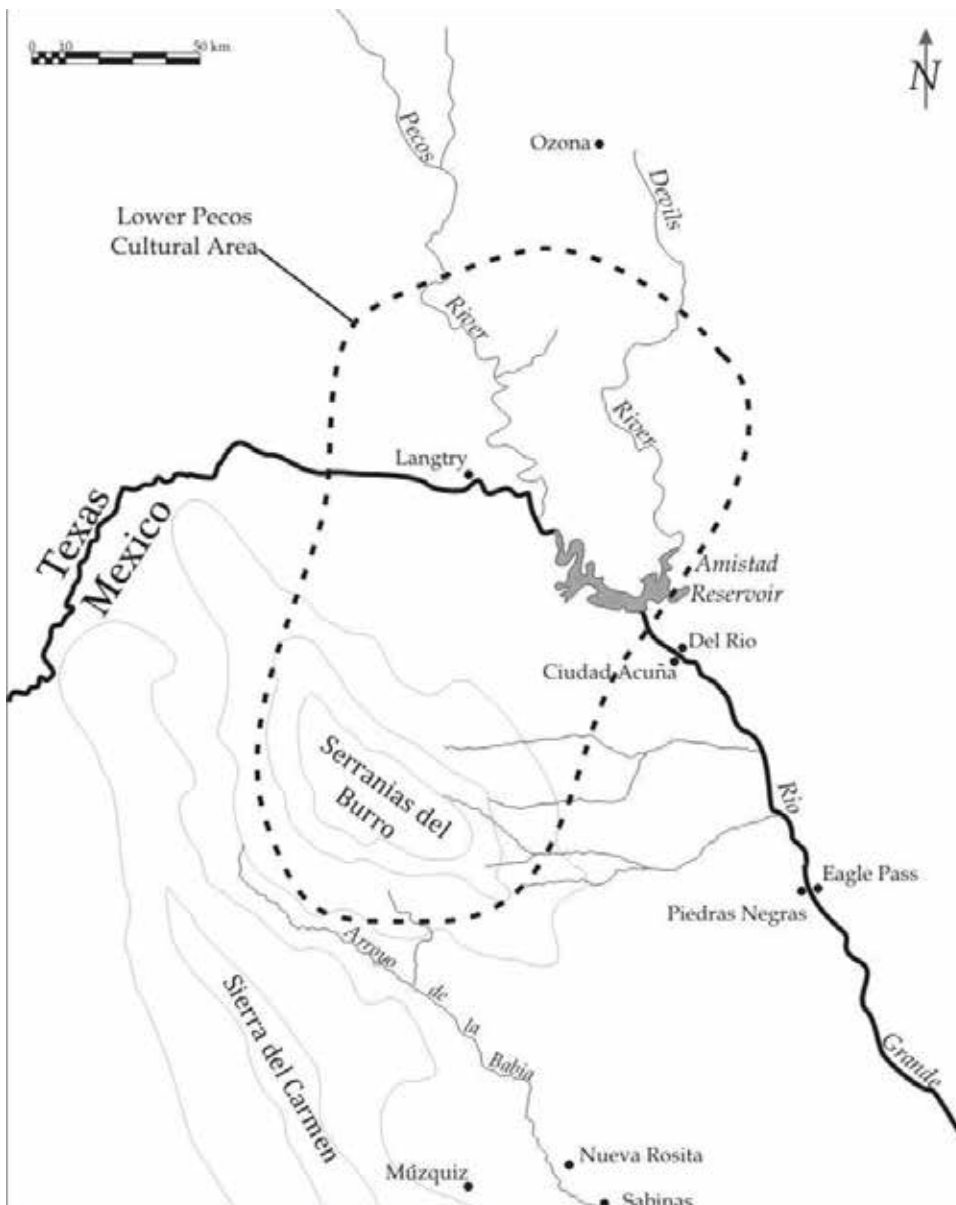 0 10 50 km
N
Pecos
Ozona
Devils
Lower Pecos
Cultural Area
River
River
Langtry
Texas
Mexico
Amistad
Reservoir
Del Rio
Ciudad Acuña
Serranias del
Burro
Rio
Eagle Pass
Piedras Negras
Arroyo
de
la
Babia
Sierra del Carmen
Grande
Nueva Rosita
Múzquiz
Sabinas